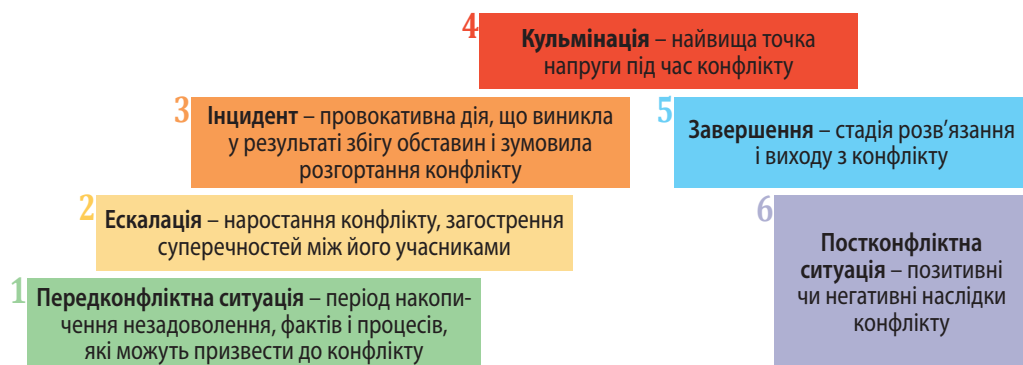 4
Кульмінація – найвища точка
напруги під час конфлікту
3
Інцидент – провокативна дія, що виникла
у результаті збігу обставин і зумовила
розгортання конфлікту
5
Завершення – стадія розв’язання
і виходу з конфлікту
2
Ескалація – наростання конфлікту, загострення
суперечностей між його учасниками
6
Постконфліктна
ситуація – позитивні
чи негативні наслідки
конфлікту
1
Передконфліктна ситуація – період накопи-
чення незадоволення, фактів і процесів,
які можуть призвести до конфлікту